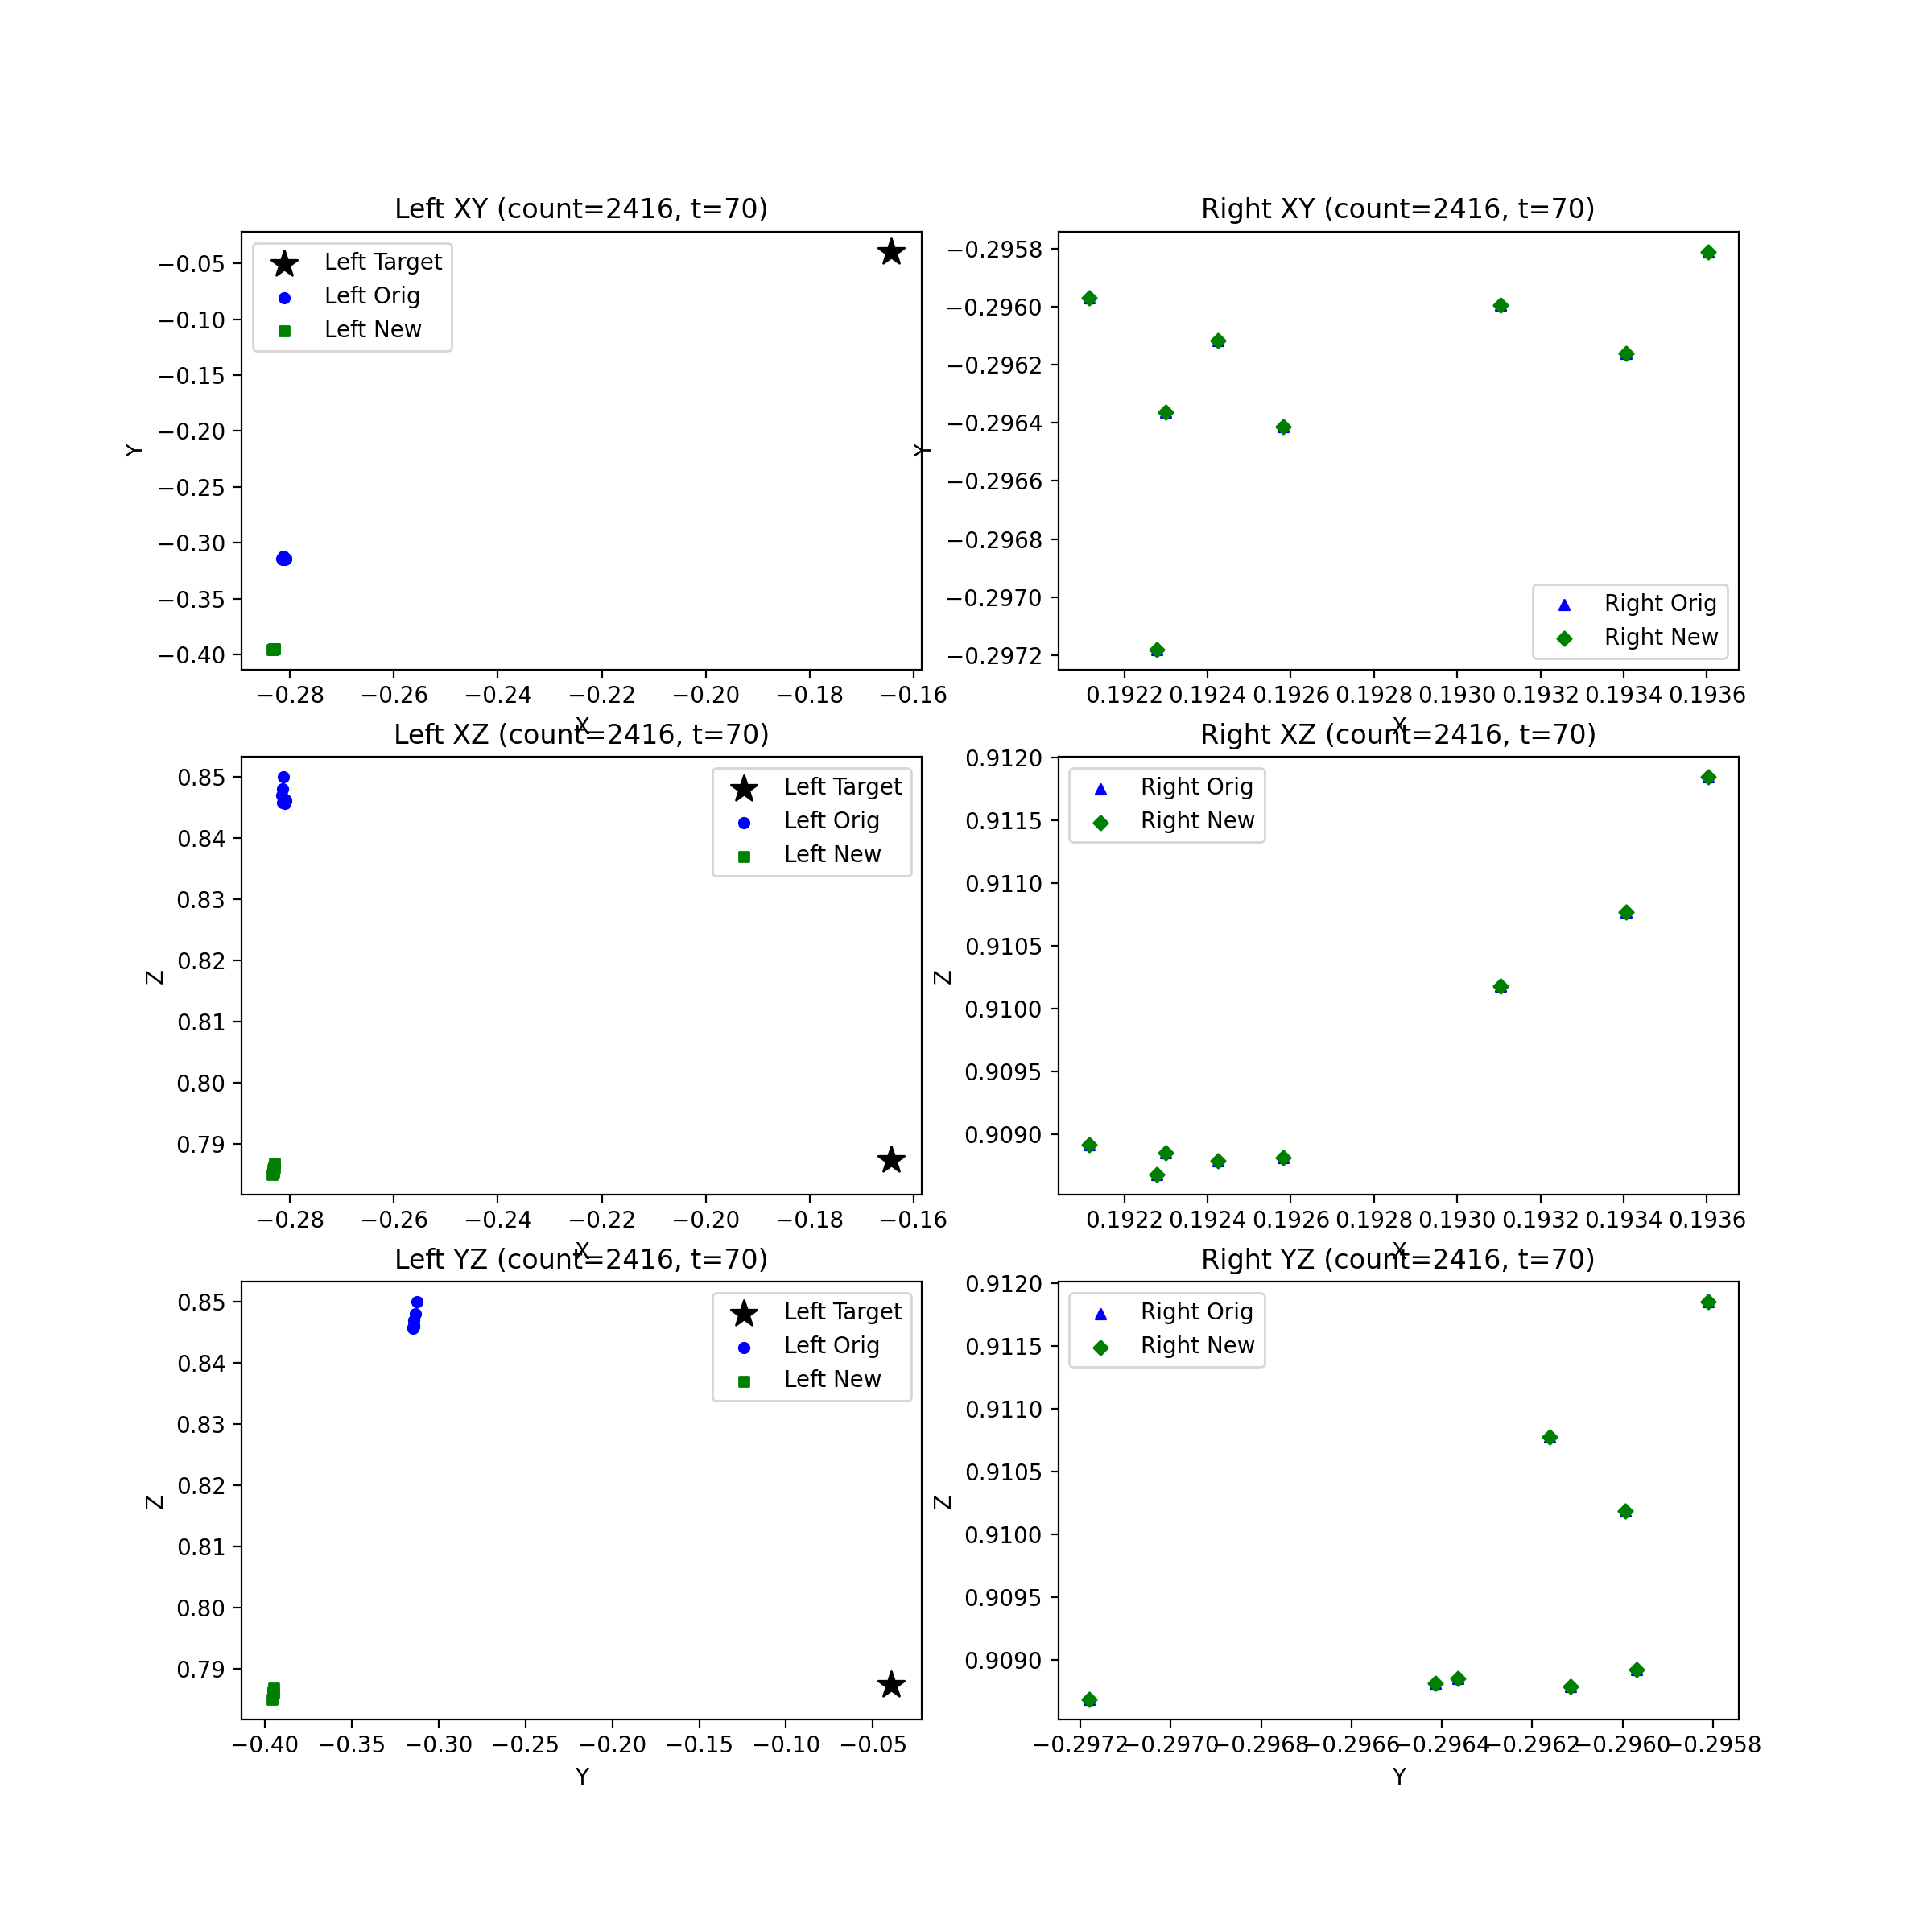 Left XY (count=2416, t=70)
Left Target
Left Orig
Left New
−0.05
−0.10
−0.15
−0.20
−0.25
−0.30
−0.35
−0.40
Y
−0.28 −0.26 −0.24 −0.22 −0.20 −0.18 −0.16
X
Right XY (count=2416, t=70)
Right Orig
Right New
−0.2958
−0.2960
−0.2962
−0.2964
−0.2966
−0.2968
−0.2970
−0.2972
Y
0.1922 0.1924 0.1926 0.1928 0.1930 0.1932 0.1934 0.1936
X
Left XZ (count=2416, t=70)
Left Target
Left Orig
Left New
0.85
0.84
0.83
0.82
0.81
0.80
0.79
Z
−0.28 −0.26 −0.24 −0.22 −0.20 −0.18 −0.16
X
Right XZ (count=2416, t=70)
Right Orig
Right New
0.9120
0.9115
0.9110
0.9105
0.9100
0.9095
0.9090
Z
0.1922 0.1924 0.1926 0.1928 0.1930 0.1932 0.1934 0.1936
X
Left YZ (count=2416, t=70)
Left Target
Left Orig
Left New
0.85
0.84
0.83
0.82
0.81
0.80
0.79
Z
−0.40 −0.35 −0.30 −0.25 −0.20 −0.15 −0.10 −0.05
Y
Right YZ (count=2416, t=70)
Right Orig
Right New
0.9120
0.9115
0.9110
0.9105
0.9100
0.9095
0.9090
Z
−0.2972 −0.2970 −0.2968 −0.2966 −0.2964 −0.2962 −0.2960 −0.2958
Y